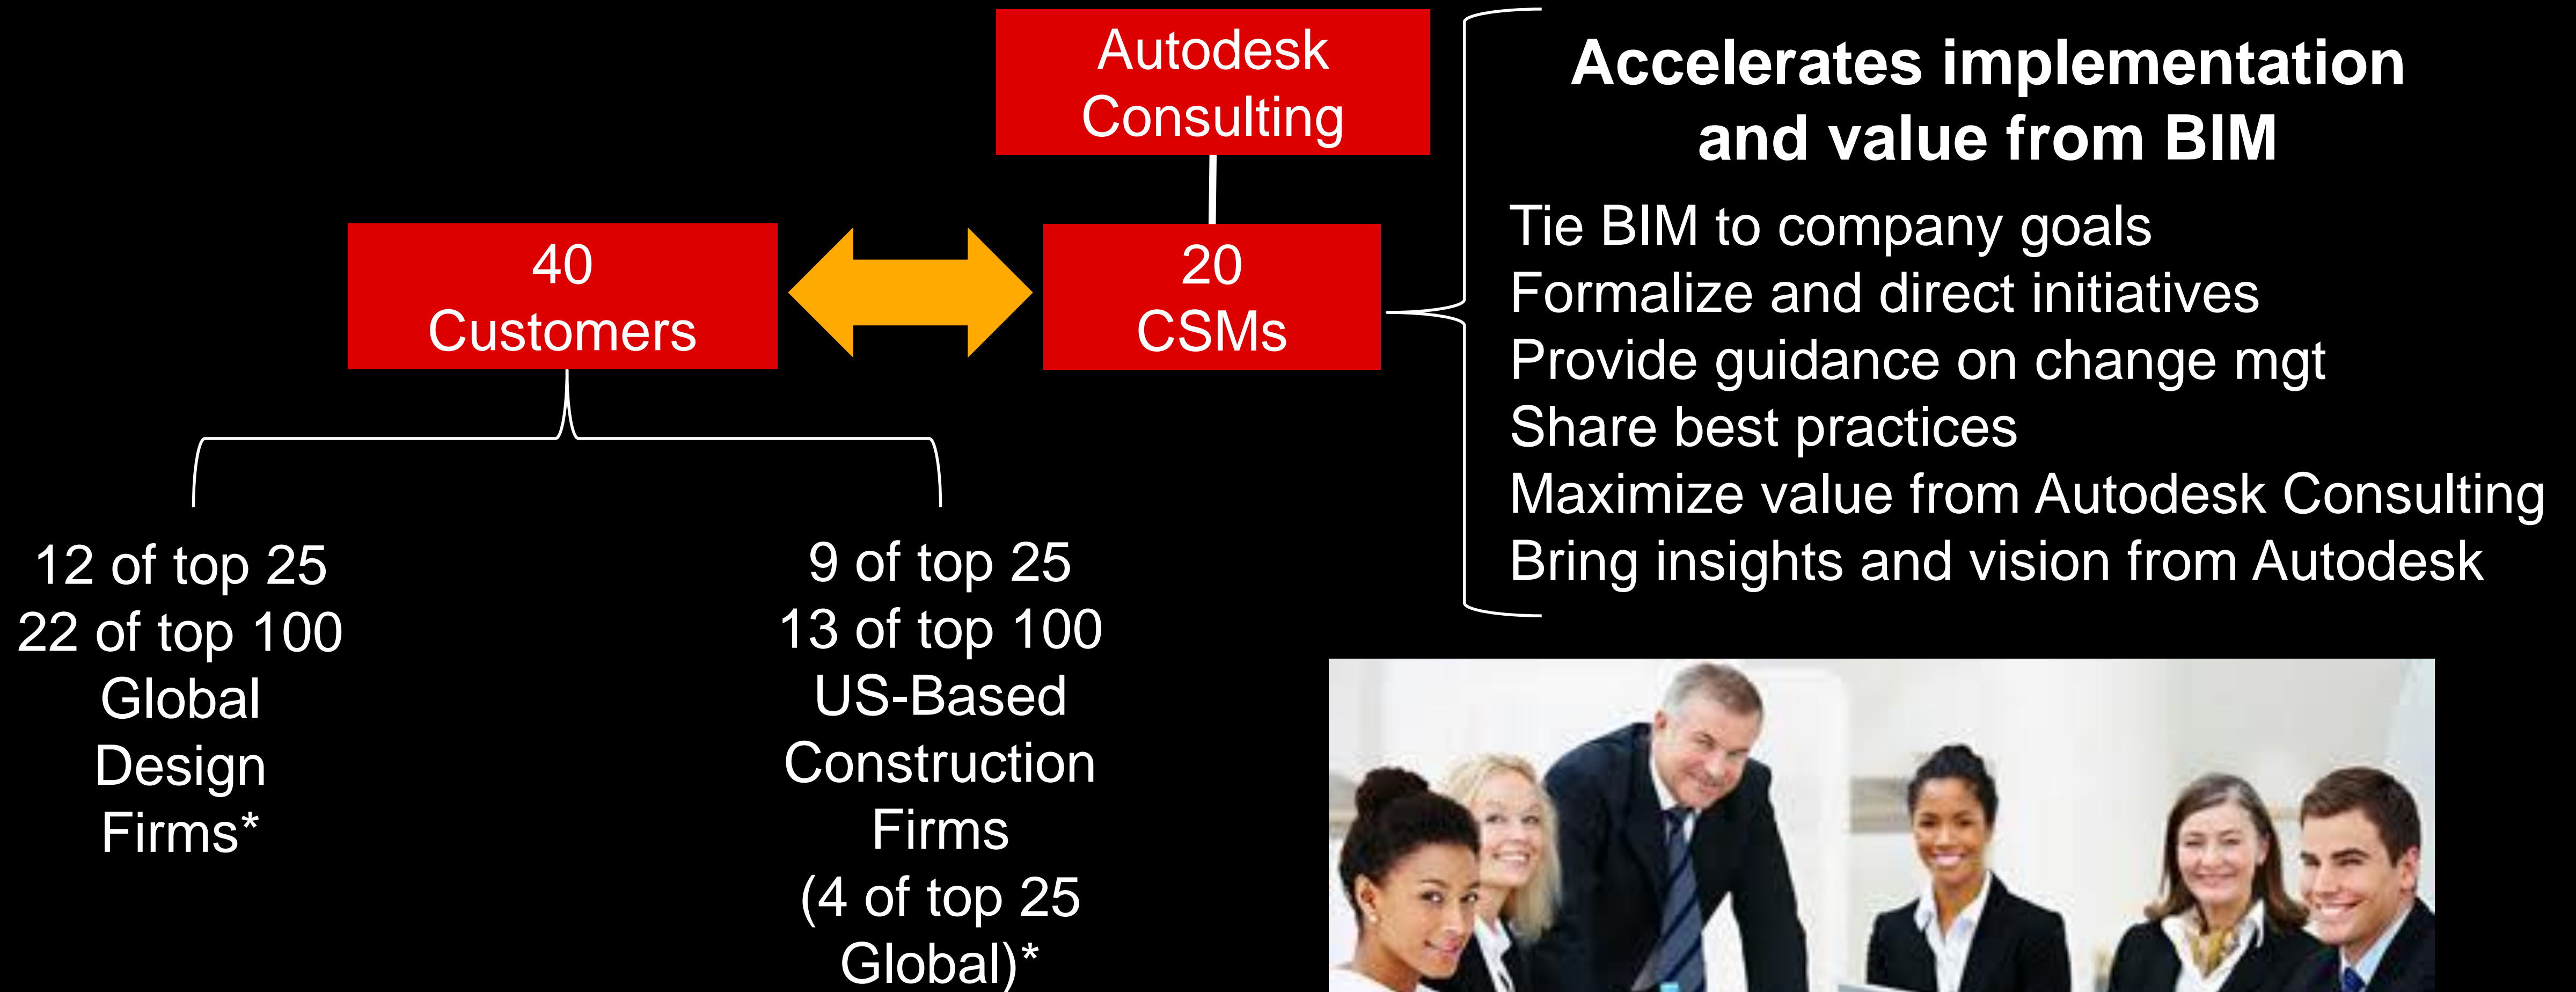 Autodesk
Consulting
40
Customers
20
CSMs
Accelerates implementation
and value from BIM
Tie BIM to company goals
Formalize and direct initiatives
Provide guidance on change mgt
Share best practices
Maximize value from Autodesk Consulting
Bring insights and vision from Autodesk
12 of top 25
22 of top 100
Global
Design
Firms*
9 of top 25
13 of top 100
US-Based
Construction
Firms
(4 of top 25
Global)*